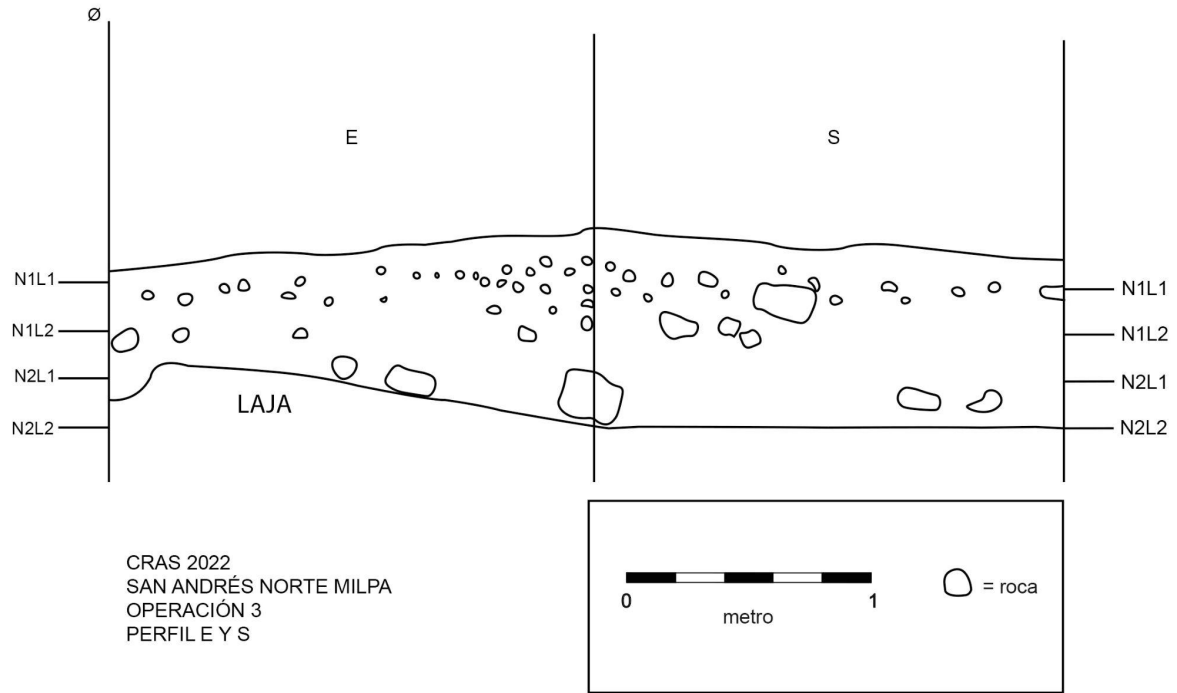 Ø
E
S
N1L1
N1L1
N1L2
N1L2
N2L1
N2L1
LAJA
N2L2
N2L2
CRAS 2022
SAN ANDRÉS NORTE MILPA
OPERACIÓN 3
PERFIL E Y S
0
1
metro
= roca